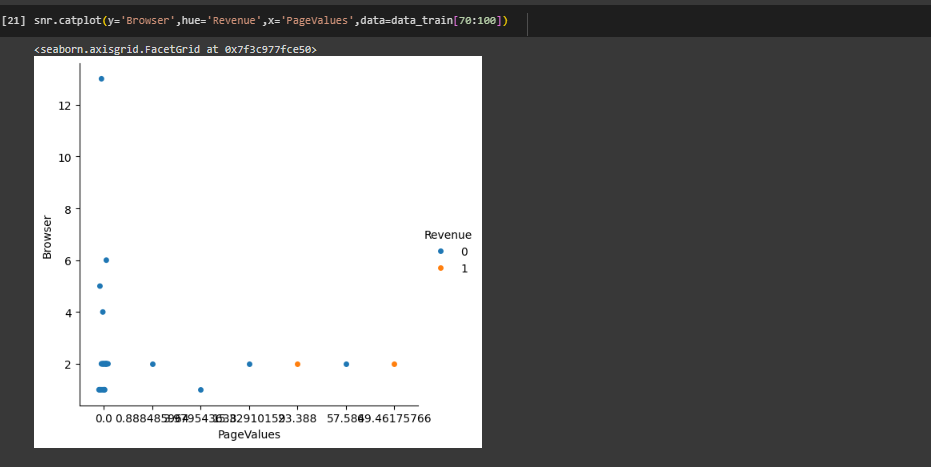 [21] snr.catplot(y='Browser',hue='Revenue',x='PageValues',data=data_train[70:100])
<seaborn.axisgrid.FacetGrid at 0x7f3c977fce50>
12
10
8
6
4
2
Browser
Revenue
0
1
0.0
23.388
57.586
PageValues